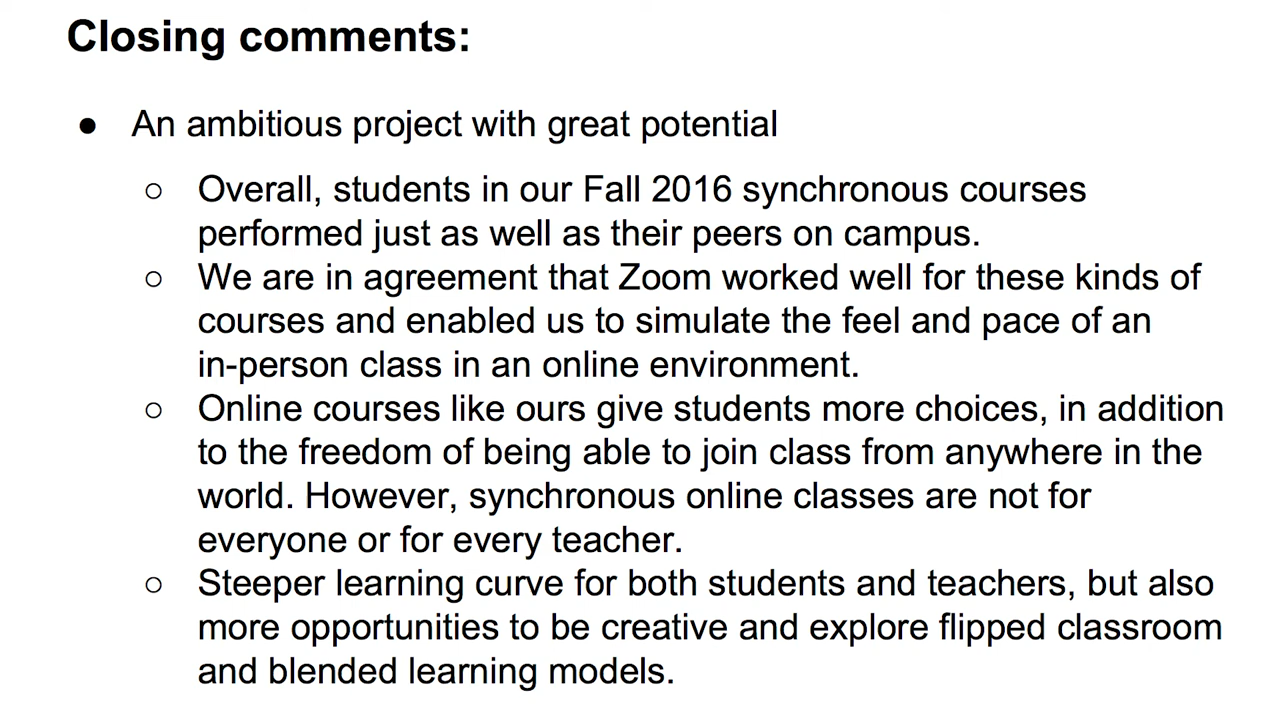 Closing comments:
● An ambitious project with great potential
○ Overall, students in our Fall 2016 synchronous courses
performed just as well as their peers on campus.
○ We are in agreement that Zoom worked well for these kinds of
courses and enabled us to simulate the feel and pace of an
in-person class in an online environment.
○ Online courses like ours give students more choices, in addition
to the freedom of being able to join class from anywhere in the
world. However, synchronous online classes are not for
everyone or for every teacher.
○ Steeper learning curve for both students and teachers, but also
more opportunities to be creative and explore flipped classroom
and blended learning models.